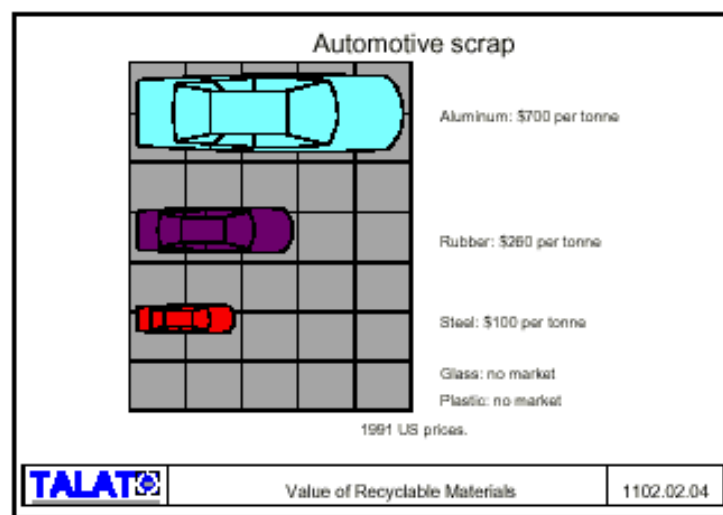 Automotive scrap
Aluminum: $700 per tonne
Rubber: $260 per tonne
Steel: $100 per tonne
Glass: no market
Plastic: no market
1991 US prices.
TALAT
Value of Recyclable Materials
1102.02.04